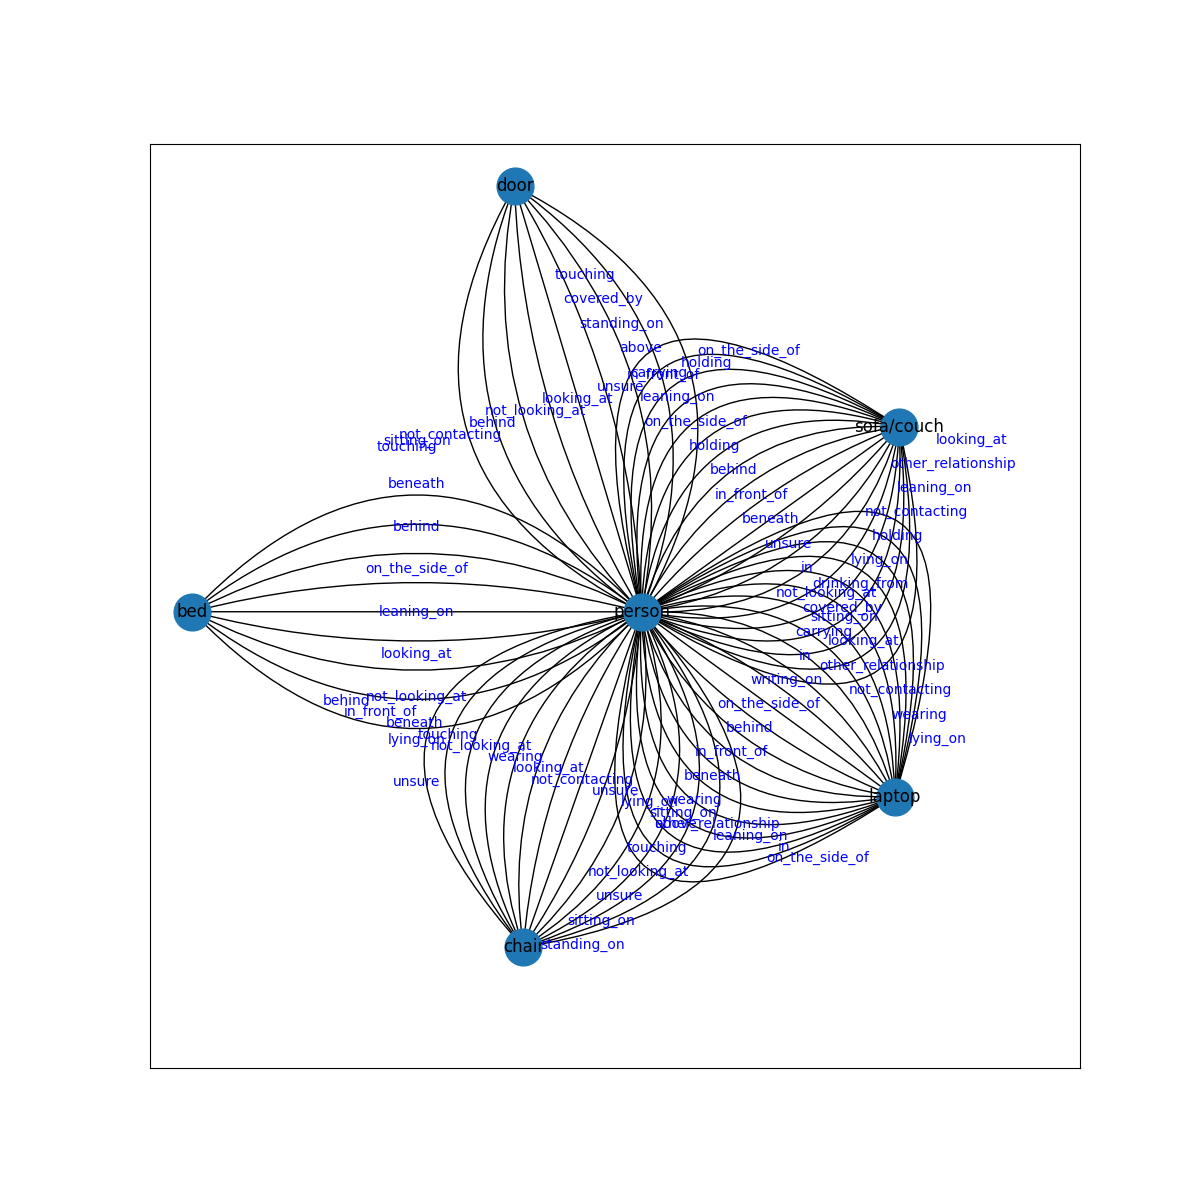 door
touching
covered_by
standing_on
above
on_the_side_of
holding
carrying
in_front_of
unsure
leaning_on
looking_at
not_looking_at
on_the_side_of
behind
sofa/couch
not_contacting
sitting_on
touching
looking_at
holding
other_relationship
behind
beneath
leaning_on
in_front_of
not_contacting
beneath
behind
holding
unsure
lying_on
on_the_side_of
in
drinking_from
not_looking_at
covered_by
bed
leaning_on
person
sitting_on
carrying
looking_at
looking_at
in
other_relationship
writing_on
not_contacting
not_looking_at
behind
on_the_side_of
in_front_of
wearing
beneath
behind
touching
lying_on
lying_on
not_looking_at
in_front_of
wearing
looking_at
beneath
unsure
not_contacting
unsure
laptop
lying_on
wearing
sitting_on
above
other_relationship
leaning_on
touching
in
on_the_side_of
not_looking_at
unsure
sitting_on
chair
standing_on